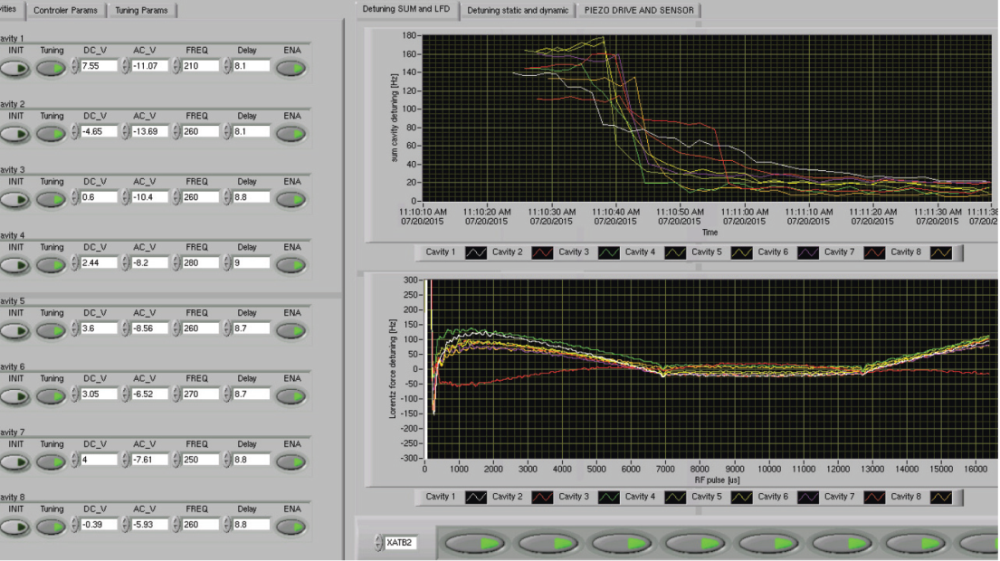 ities Controler Params Tuning Params
avity 1
INIT Tuning DC_V AC_V FREQ Delay ENA
7.55 -11.07 210 8.1
avity 2
INIT Tuning DC_V AC_V FREQ Delay ENA
-4.65 -13.69 260 8.1
avity 3
INIT Tuning DC_V AC_V FREQ Delay ENA
0.6 -10.4 260 8.8
avity 4
INIT Tuning DC_V AC_V FREQ Delay ENA
2.44 -8.2 280 9
avity 5
INIT Tuning DC_V AC_V FREQ Delay ENA
3.6 -8.56 260 8.7
avity 6
INIT Tuning DC_V AC_V FREQ Delay ENA
3.05 -6.52 270 8.7
avity 7
INIT Tuning DC_V AC_V FREQ Delay ENA
4 -7.61 250 8.8
avity 8
INIT Tuning DC_V AC_V FREQ Delay ENA
-0.39 -5.93 260 8.8
Detuning SUM and LFD Detuning static and dynamic PIEZO DRIVE AND SENSOR
sum cavity detuning [Hz]
180
160
140
120
100
80
60
40
20
0
11:10:10 AM 11:10:20 AM 11:10:30 AM 11:10:40 AM 11:10:50 AM 11:11:00 AM 11:11:10 AM 11:11:20 AM 11:11:30 AM 11:11:38
07/20/2015 07/20/2015 07/20/2015 07/20/2015 07/20/2015 07/20/2015 07/20/2015 07/20/2015 07/20/2015 07/20/2
Time
Cavity 1 Cavity 2 Cavity 3 Cavity 4 Cavity 5 Cavity 6 Cavity 7 Cavity 8
Lorentz force detuning [Hz]
300
250
200
150
100
50
0
-50
-100
-150
-200
-250
-300
0 1000 2000 3000 4000 5000 6000 7000 8000 9000 10000 11000 12000 13000 14000 15000 16000
RF pulse [us]
Cavity 1 Cavity 2 Cavity 3 Cavity 4 Cavity 5 Cavity 6 Cavity 7 Cavity 8
XATB2